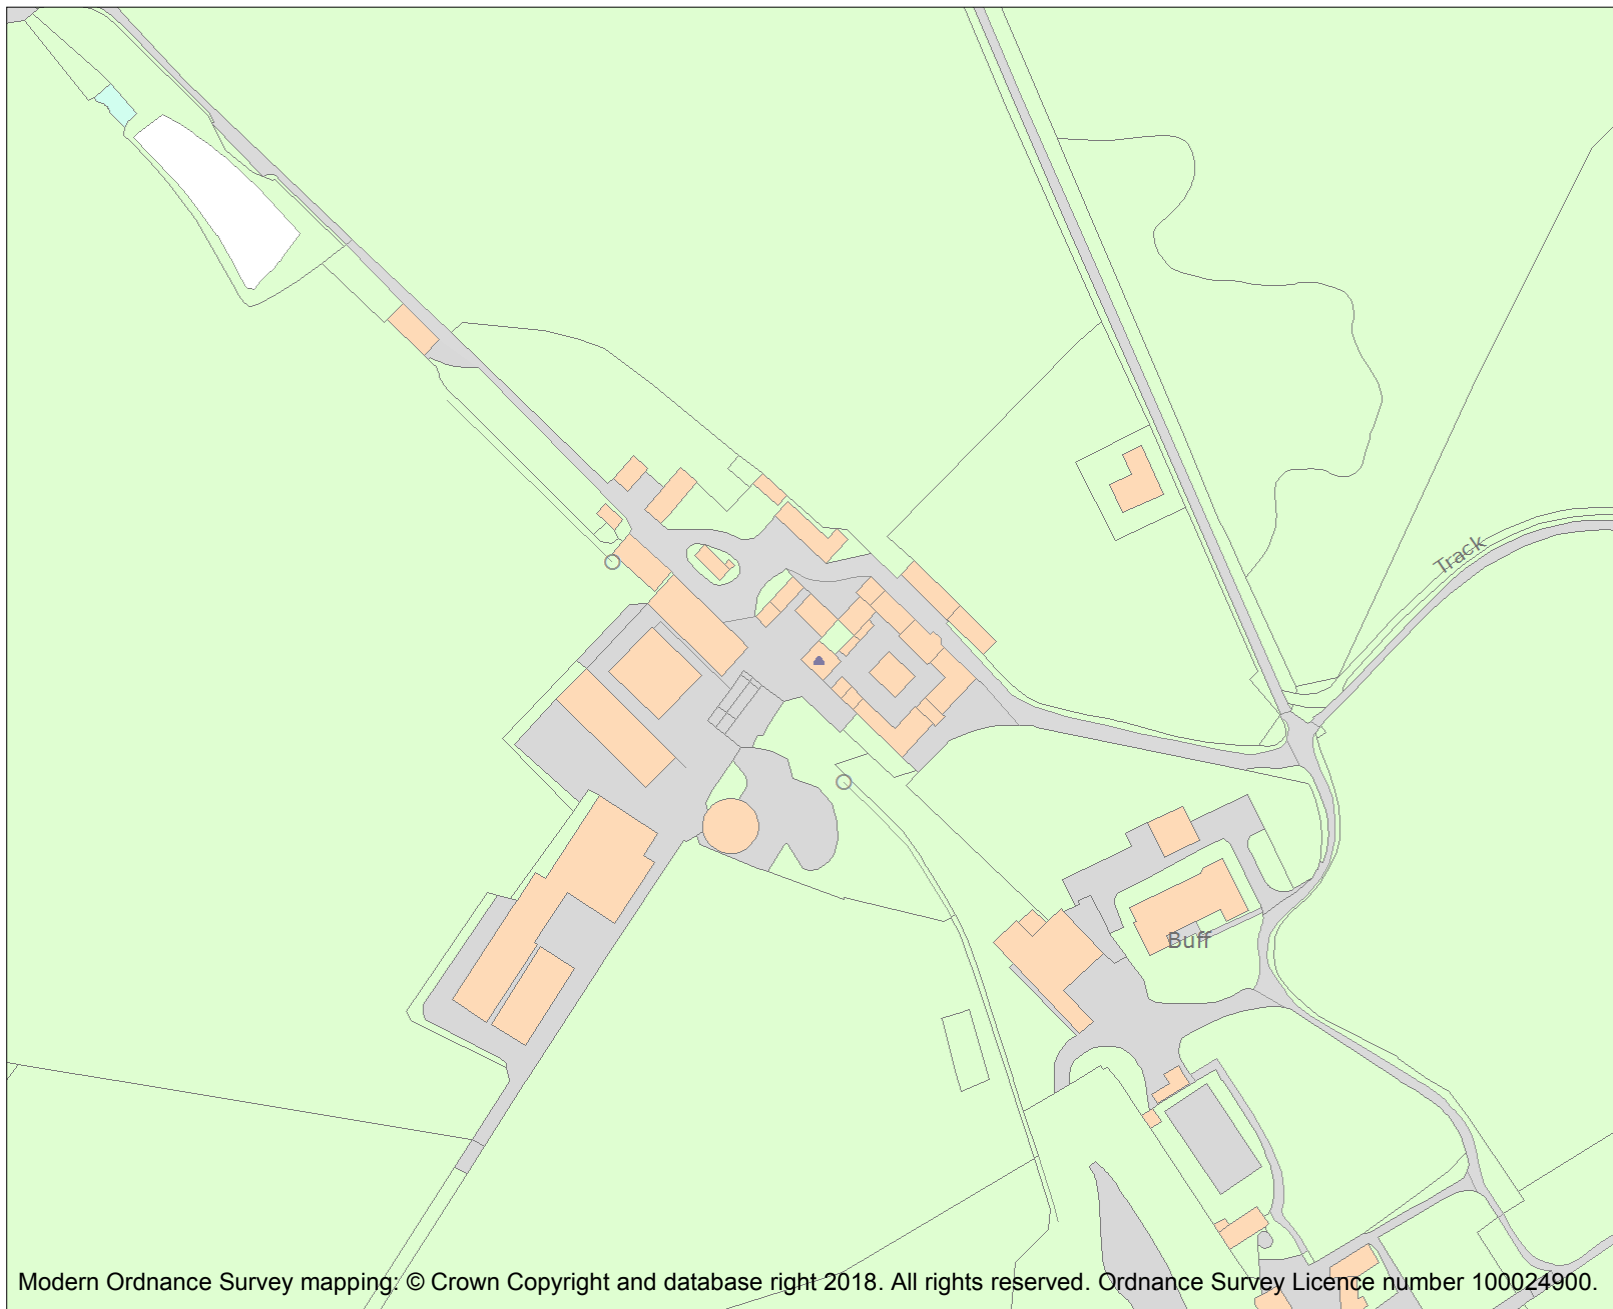 Track
Buff
Modern Ordnance Survey mapping: © Crown Copyright and database right 2018. All rights reserved. Ordnance Survey Licence number 100024900.